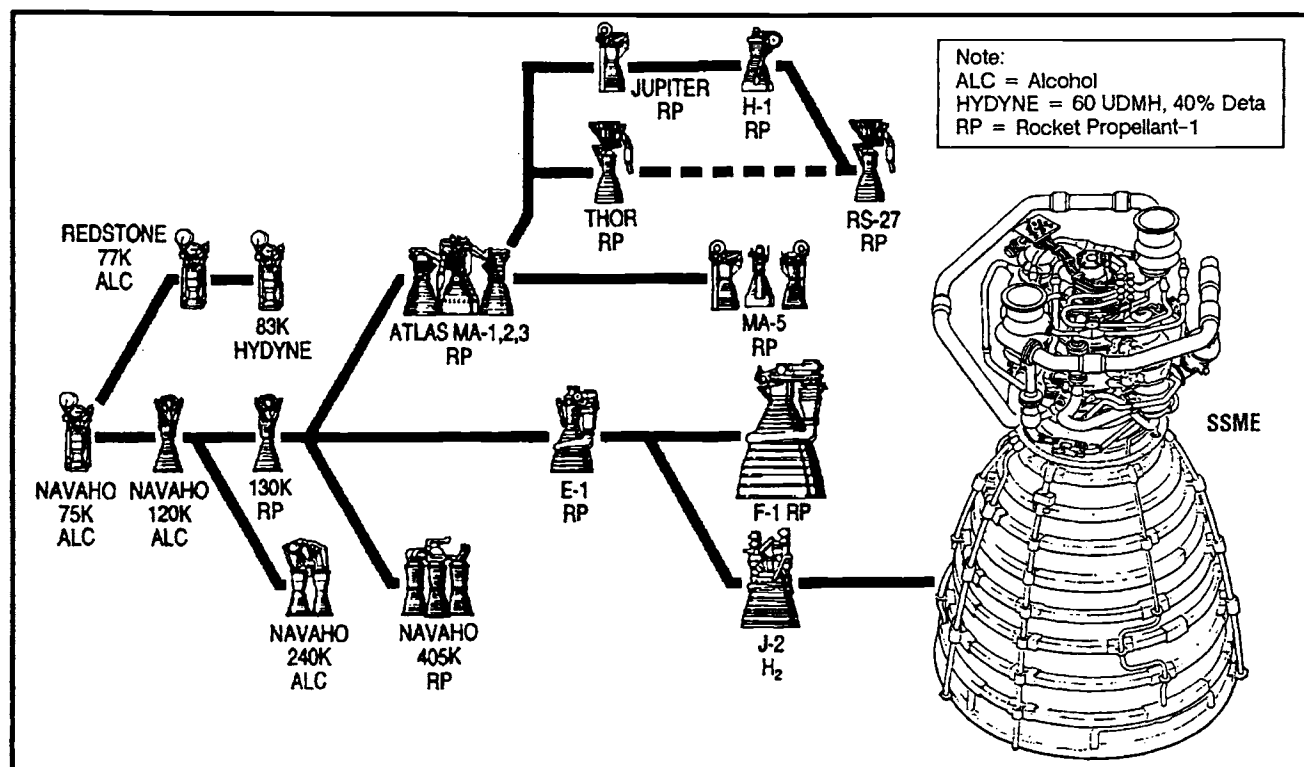 Note:
ALC = Alcohol
HYDYNE = 60 UDMH, 40% Deta
RP = Rocket Propellant-1
JUPITER
RP
H-1
RP
THOR
RP
RS-27
RP
REDSTONE
77K
ALC
83K
HYDYNE
ATLAS MA-1,2,3
RP
MA-5
RP
SSME
NAVAHO
75K
ALC
NAVAHO
120K
ALC
130K
RP
E-1
RP
F-1 RP
NAVAHO
240K
ALC
NAVAHO
405K
RP
J-2
H₂